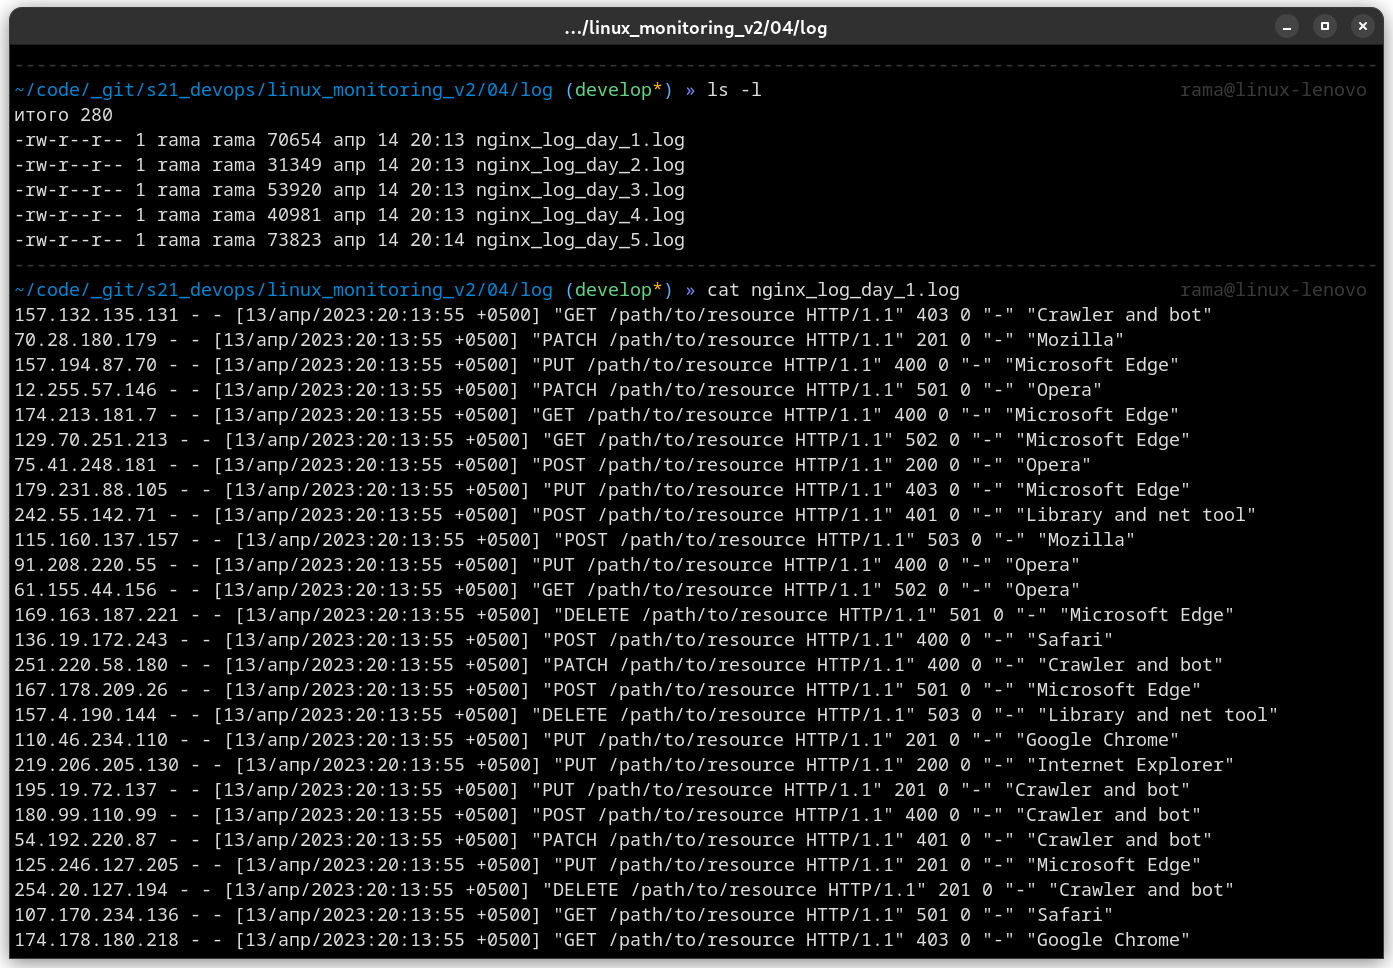 .../linux_monitoring_v2/04/log
~/code/_git/s21_devops/linux_monitoring_v2/04/log (develop*) » ls -l rama@linux-lenovo
итого 280
-rw-r--r-- 1 rama rama 70654 апр 14 20:13 nginx_log_day_1.log
-rw-r--r-- 1 rama rama 31349 апр 14 20:13 nginx_log_day_2.log
-rw-r--r-- 1 rama rama 53920 апр 14 20:13 nginx_log_day_3.log
-rw-r--r-- 1 rama rama 40981 апр 14 20:13 nginx_log_day_4.log
-rw-r--r-- 1 rama rama 73823 апр 14 20:14 nginx_log_day_5.log
~/code/_git/s21_devops/linux_monitoring_v2/04/log (develop*) » cat nginx_log_day_1.log rama@linux-lenovo
157.132.135.131 - - [13/апр/2023:20:13:55 +0500] "GET /path/to/resource HTTP/1.1" 403 0 "-" "Crawler and bot"
70.28.180.179 - - [13/апр/2023:20:13:55 +0500] "PATCH /path/to/resource HTTP/1.1" 201 0 "-" "Mozilla"
157.194.87.70 - - [13/апр/2023:20:13:55 +0500] "PUT /path/to/resource HTTP/1.1" 400 0 "-" "Microsoft Edge"
12.255.57.146 - - [13/апр/2023:20:13:55 +0500] "PATCH /path/to/resource HTTP/1.1" 501 0 "-" "Opera"
174.213.181.7 - - [13/апр/2023:20:13:55 +0500] "GET /path/to/resource HTTP/1.1" 400 0 "-" "Microsoft Edge"
129.70.251.213 - - [13/апр/2023:20:13:55 +0500] "GET /path/to/resource HTTP/1.1" 502 0 "-" "Microsoft Edge"
75.41.248.181 - - [13/апр/2023:20:13:55 +0500] "POST /path/to/resource HTTP/1.1" 200 0 "-" "Opera"
179.231.88.105 - - [13/апр/2023:20:13:55 +0500] "PUT /path/to/resource HTTP/1.1" 403 0 "-" "Microsoft Edge"
242.55.142.71 - - [13/апр/2023:20:13:55 +0500] "POST /path/to/resource HTTP/1.1" 401 0 "-" "Library and net tool"
115.160.137.157 - - [13/апр/2023:20:13:55 +0500] "POST /path/to/resource HTTP/1.1" 503 0 "-" "Mozilla"
91.208.220.55 - - [13/апр/2023:20:13:55 +0500] "PUT /path/to/resource HTTP/1.1" 400 0 "-" "Opera"
61.155.44.156 - - [13/апр/2023:20:13:55 +0500] "GET /path/to/resource HTTP/1.1" 502 0 "-" "Opera"
169.163.187.221 - - [13/апр/2023:20:13:55 +0500] "DELETE /path/to/resource HTTP/1.1" 501 0 "-" "Microsoft Edge"
136.19.172.243 - - [13/апр/2023:20:13:55 +0500] "POST /path/to/resource HTTP/1.1" 400 0 "-" "Safari"
251.220.58.180 - - [13/апр/2023:20:13:55 +0500] "PATCH /path/to/resource HTTP/1.1" 400 0 "-" "Crawler and bot"
167.178.209.26 - - [13/апр/2023:20:13:55 +0500] "POST /path/to/resource HTTP/1.1" 501 0 "-" "Microsoft Edge"
157.4.190.144 - - [13/апр/2023:20:13:55 +0500] "DELETE /path/to/resource HTTP/1.1" 503 0 "-" "Library and net tool"
110.46.234.110 - - [13/апр/2023:20:13:55 +0500] "PUT /path/to/resource HTTP/1.1" 201 0 "-" "Google Chrome"
219.206.205.130 - - [13/апр/2023:20:13:55 +0500] "PUT /path/to/resource HTTP/1.1" 200 0 "-" "Internet Explorer"
195.19.72.137 - - [13/апр/2023:20:13:55 +0500] "PUT /path/to/resource HTTP/1.1" 201 0 "-" "Crawler and bot"
180.99.110.99 - - [13/апр/2023:20:13:55 +0500] "POST /path/to/resource HTTP/1.1" 400 0 "-" "Crawler and bot"
54.192.220.87 - - [13/апр/2023:20:13:55 +0500] "PATCH /path/to/resource HTTP/1.1" 401 0 "-" "Crawler and bot"
125.246.127.205 - - [13/апр/2023:20:13:55 +0500] "PUT /path/to/resource HTTP/1.1" 201 0 "-" "Microsoft Edge"
254.20.127.194 - - [13/апр/2023:20:13:55 +0500] "DELETE /path/to/resource HTTP/1.1" 201 0 "-" "Crawler and bot"
107.170.234.136 - - [13/апр/2023:20:13:55 +0500] "GET /path/to/resource HTTP/1.1" 501 0 "-" "Safari"
174.178.180.218 - - [13/апр/2023:20:13:55 +0500] "GET /path/to/resource HTTP/1.1" 403 0 "-" "Google Chrome"